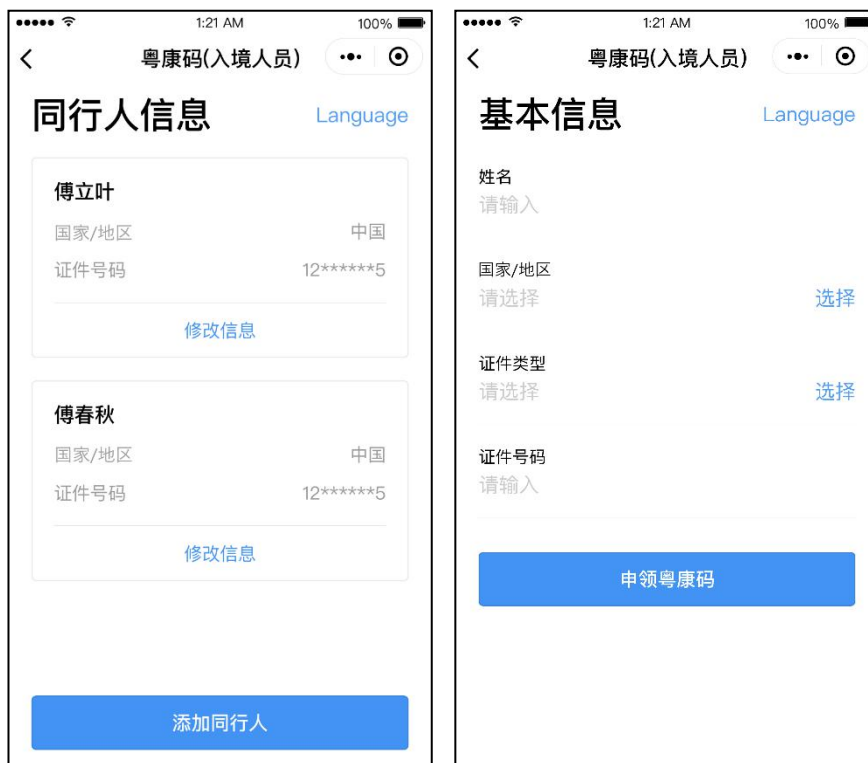 1:21 AM
100%
粤康码(入境人员)
同行人信息
Language
傅立叶
国家/地区
中国
证件号码
12******5
修改信息
傅春秋
国家/地区
中国
证件号码
12******5
修改信息
添加同行人
1:21 AM
100%
粤康码(入境人员)
基本信息
Language
姓名
请输入
国家/地区
请选择
选择
证件类型
请选择
选择
证件号码
请输入
申领粤康码